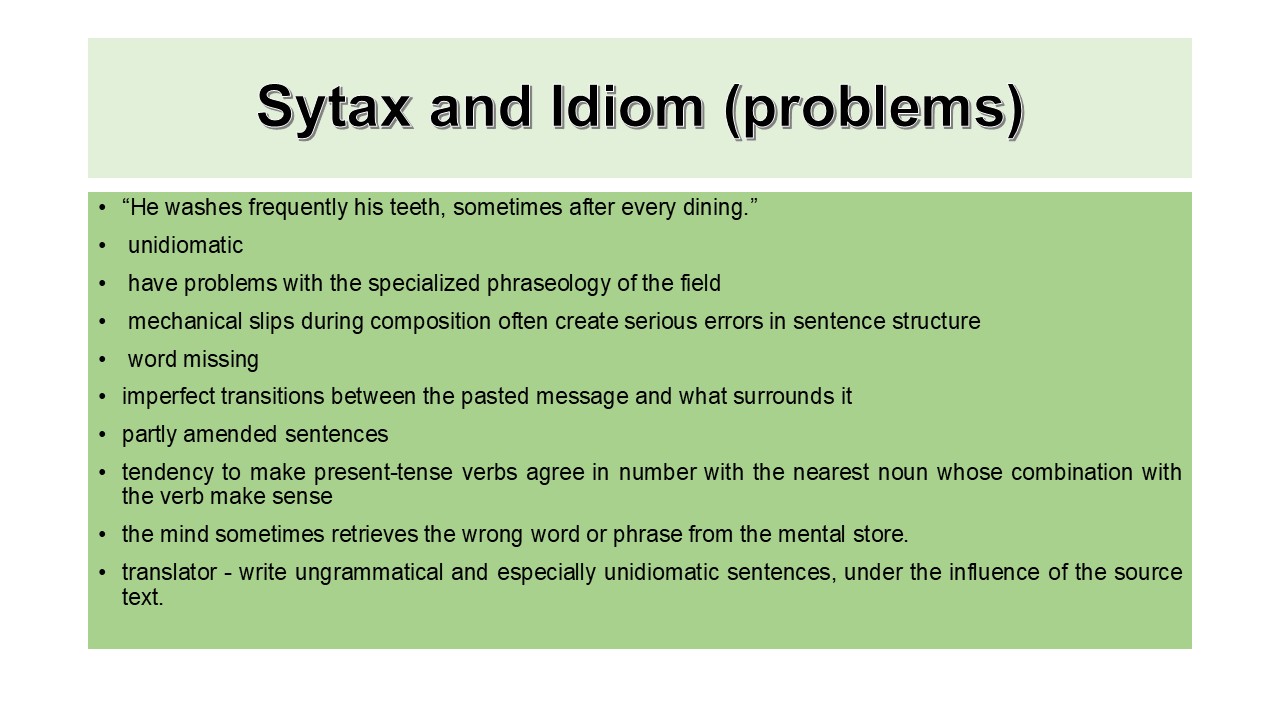 Sytax and Idiom (problems)
• “He washes frequently his teeth, sometimes after every dining.”
• unidiomatic
• have problems with the specialized phraseology of the field
• mechanical slips during composition often create serious errors in sentence structure
• word missing
• imperfect transitions between the pasted message and what surrounds it
• partly amended sentences
• tendency to make present-tense verbs agree in number with the nearest noun whose combination with
the verb make sense
• the mind sometimes retrieves the wrong word or phrase from the mental store.
• translator - write ungrammatical and especially unidiomatic sentences, under the influence of the source
text.